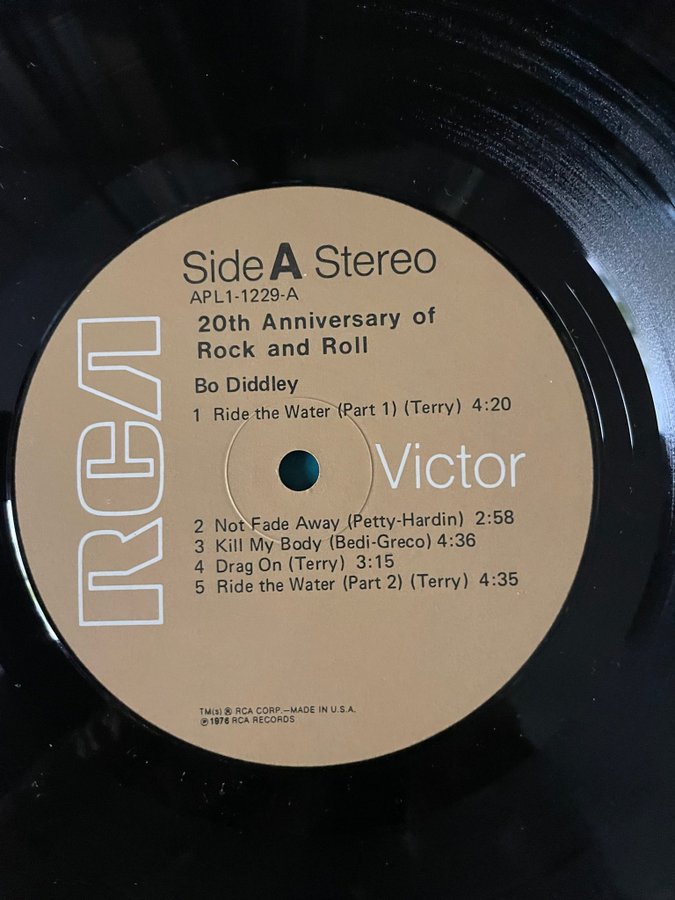 Side A Stereo
APL1-1229-A
20th Anniversary of
Rock and Roll
Bo Diddley
1 Ride the Water (Part 1) (Terry) 4:20
RCA
Victor
2 Not Fade Away (Petty-Hardin) 2:58
3 Kill My Body (Bedi-Greco) 4:36
4 Drag On (Terry) 3:15
5 Ride the Water (Part 2) (Terry) 4:35
TM(s) ® RCA CORP.—MADE IN U.S.A.
℗ 1976 RCA RECORDS